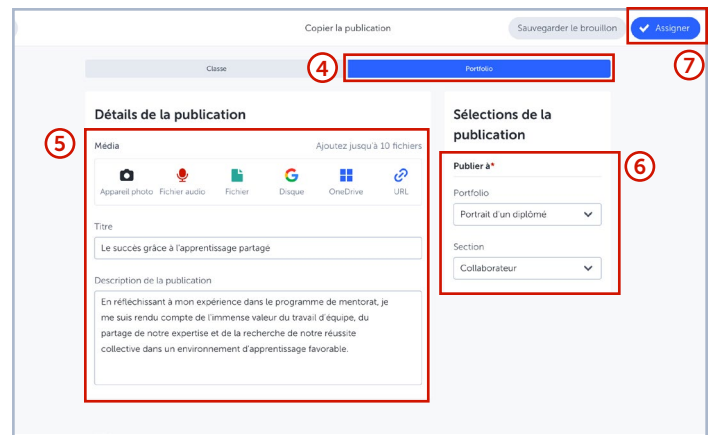 Copier la publication
Sauvegarder le brouillon
Assigner
7
Classe
4
Portfolio
Détails de la publication
5
Média
Ajoutez jusqu'à 10 fichiers
Appareil photo
Fichier audio
Fichier
Disque
OneDrive
URL
Titre
Le succès grâce à l'apprentissage partagé
Description de la publication
En réfléchissant à mon expérience dans le programme de mentorat, je
me suis rendu compte de l'immense valeur du travail d'équipe, du
partage de notre expertise et de la recherche de notre réussite
collective dans un environnement d'apprentissage favorable.
Sélections de la
publication
6
Publier à*
Portfolio
Portrait d'un diplômé
Section
Collaborateur